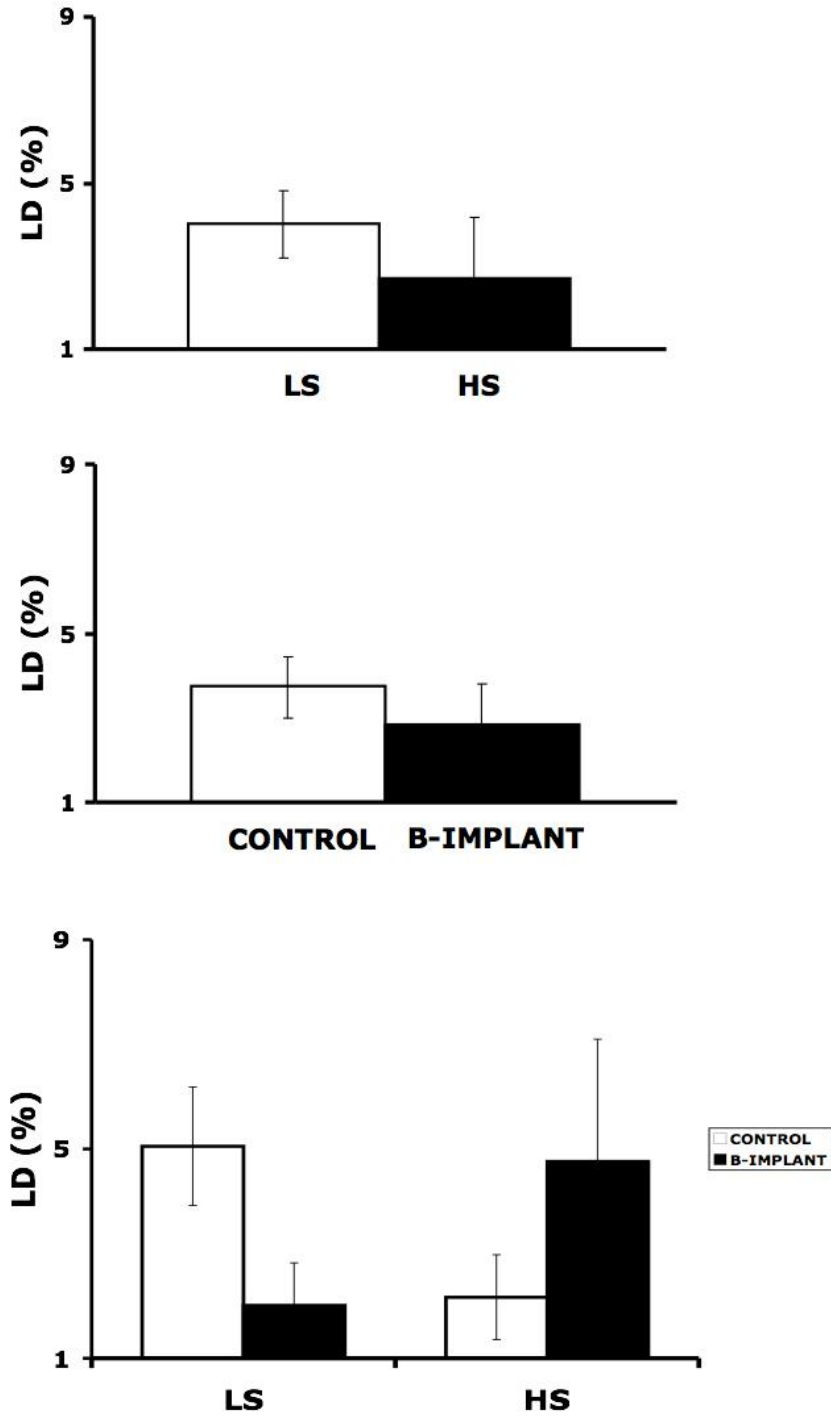 9
LD (%)
5
1
LS HS
9
LD (%)
5
1
CONTROL B-IMPLANT
9
LD (%)
5
1
LS HS
CONTROL
B-IMPLANT